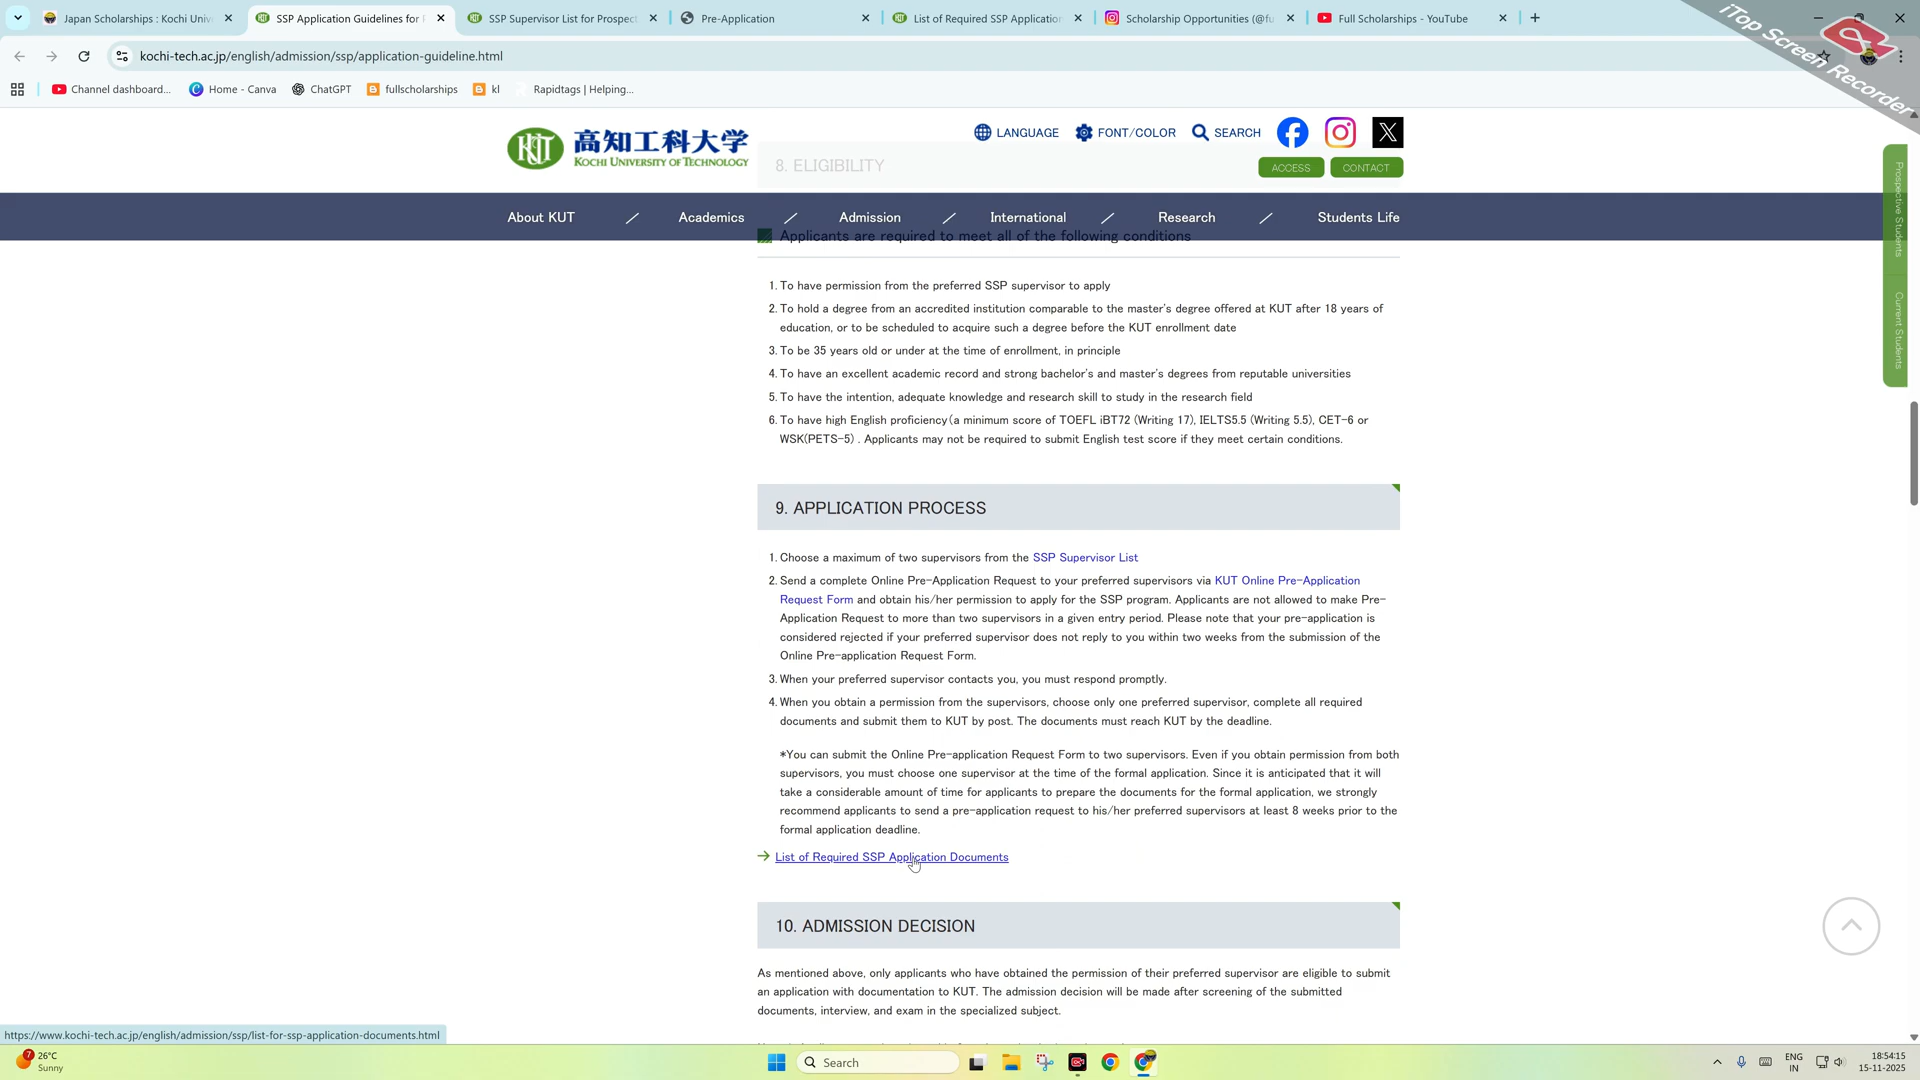 Japan Scholarships : Kochi Univ
SSP Application Guidelines for P
SSP Supervisor List for Prospect
Pre-Application
List of Required SSP Application
Scholarship Opportunities (@fu
Full Scholarships - YouTube
iTop Screen Recorder
kochi-tech.ac.jp/english/admission/ssp/application-guideline.html
Channel dashboard...
Home - Canva
ChatGPT
fullscholarships
kl
Rapidtags | Helping...
KUT
高知工科大学
KOCHI UNIVERSITY OF TECHNOLOGY
LANGUAGE
FONT/COLOR
SEARCH
8. ELIGIBILITY
ACCESS
CONTACT
About KUT
Academics
Admission
International
Research
Students Life
Prospective Students
Current Students
Applicants are required to meet all of the following conditions
1. To have permission from the preferred SSP supervisor to apply
2. To hold a degree from an accredited institution comparable to the master's degree offered at KUT after 18 years of
education, or to be scheduled to acquire such a degree before the KUT enrollment date
3. To be 35 years old or under at the time of enrollment, in principle
4. To have an excellent academic record and strong bachelor's and master's degrees from reputable universities
5. To have the intention, adequate knowledge and research skill to study in the research field
6. To have high English proficiency(a minimum score of TOEFL iBT72 (Writing 17), IELTS5.5 (Writing 5.5), CET-6 or
WSK(PETS-5) . Applicants may not be required to submit English test score if they meet certain conditions.
9. APPLICATION PROCESS
1. Choose a maximum of two supervisors from the SSP Supervisor List
2. Send a complete Online Pre-Application Request to your preferred supervisors via KUT Online Pre-Application
Request Form and obtain his/her permission to apply for the SSP program. Applicants are not allowed to make Pre-
Application Request to more than two supervisors in a given entry period. Please note that your pre-application is
considered rejected if your preferred supervisor does not reply to you within two weeks from the submission of the
Online Pre-application Request Form.
3. When your preferred supervisor contacts you, you must respond promptly.
4. When you obtain a permission from the supervisors, choose only one preferred supervisor, complete all required
documents and submit them to KUT by post. The documents must reach KUT by the deadline.
*You can submit the Online Pre-application Request Form to two supervisors. Even if you obtain permission from both
supervisors, you must choose one supervisor at the time of the formal application. Since it is anticipated that it will
take a considerable amount of time for applicants to prepare the documents for the formal application, we strongly
recommend applicants to send a pre-application request to his/her preferred supervisors at least 8 weeks prior to the
formal application deadline.
List of Required SSP Application Documents
10. ADMISSION DECISION
As mentioned above, only applicants who have obtained the permission of their preferred supervisor are eligible to submit
an application with documentation to KUT. The admission decision will be made after screening of the submitted
documents, interview, and exam in the specialized subject.
https://www.kochi-tech.ac.jp/english/admission/ssp/list-for-ssp-application-documents.html
7
26°C
Sunny
Search
ENG
IN
18:54:15
15-11-2025